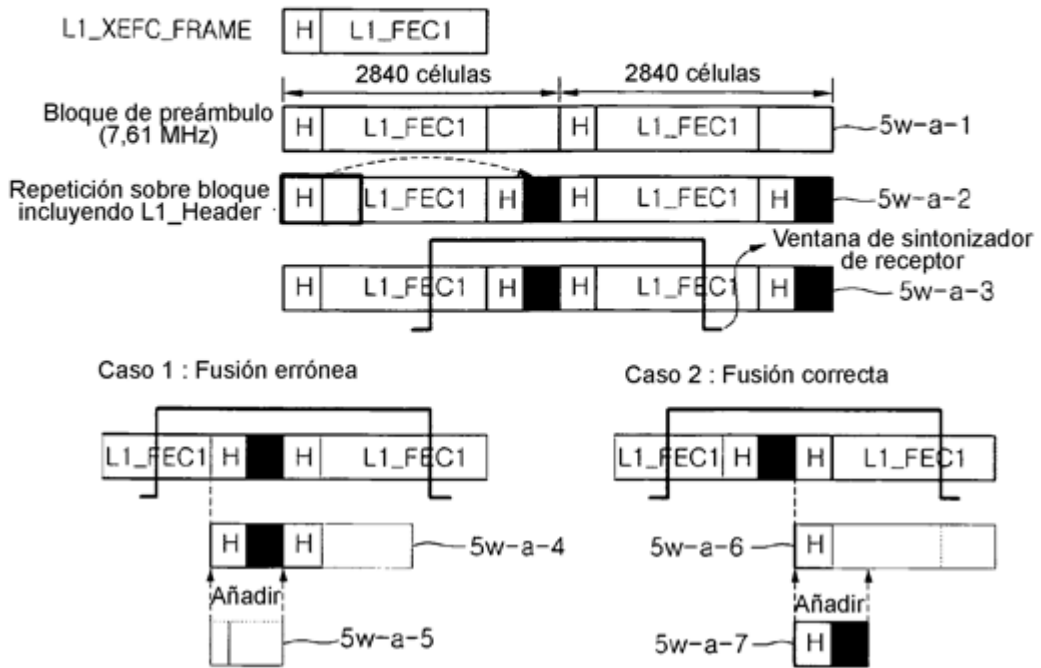 L1_XEFC_FRAME
H L1_FEC1
2840 células 2840 células
Bloque de preámbulo
(7,61 MHz)
H L1_FEC1 H L1_FEC1
5w-a-1
Repetición sobre bloque
incluyendo L1_Header
H L1_FEC1 H H L1_FEC1 H
5w-a-2
Ventana de sintonizador
de receptor
H L1_FEC1 H H L1_FEC1 H
5w-a-3
Caso 1 : Fusión errónea
L1_FEC1 H H L1_FEC1
H H
5w-a-4
Añadir
5w-a-5
Caso 2 : Fusión correcta
L1_FEC1 H H L1_FEC1
5w-a-6
H
Añadir
5w-a-7
H